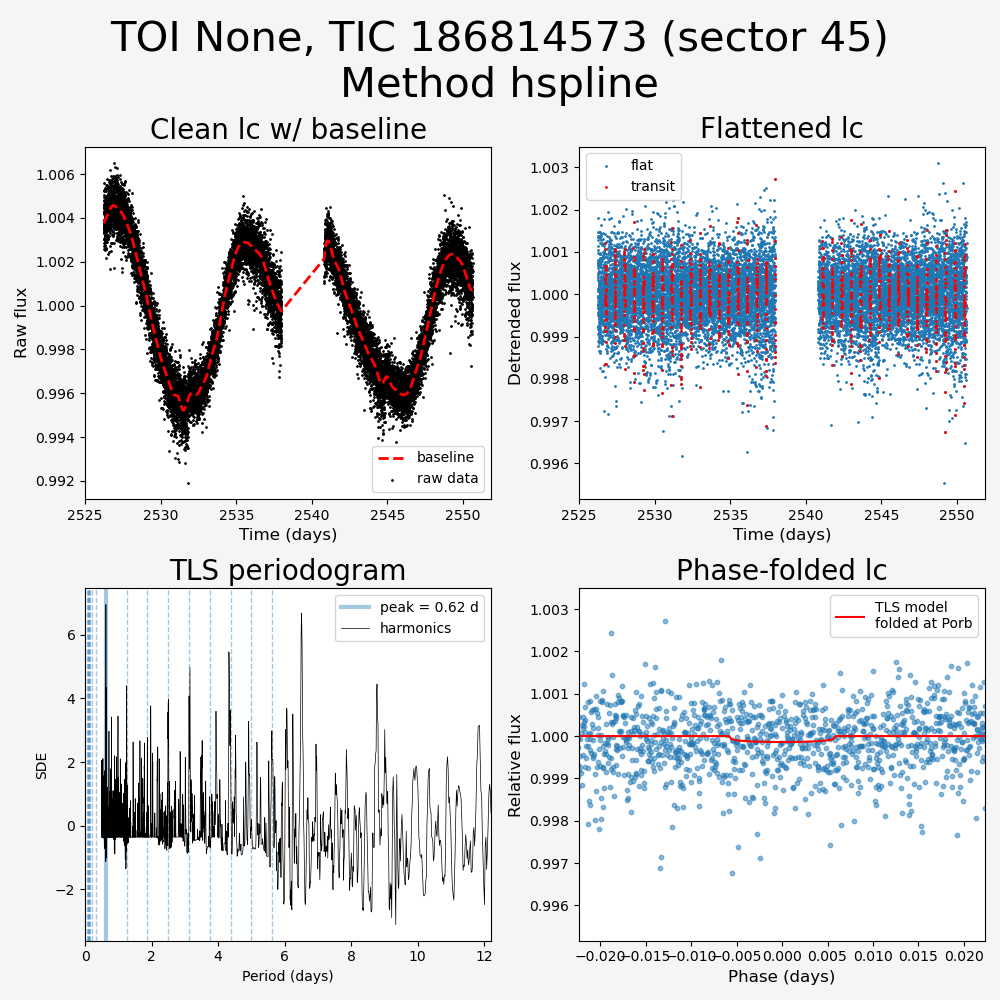 TOI None, TIC 186814573 (sector 45)
Method hspline
Clean lc w/ baseline
Raw flux
1.006
1.004
1.002
1.000
0.998
0.996
0.994
0.992
baseline
raw data
2525
2530
2535
2540
2545
2550
Time (days)
Flattened lc
Detrended flux
1.003
1.002
1.001
1.000
0.999
0.998
0.997
0.996
flat
transit
2525
2530
2535
2540
2545
2550
Time (days)
TLS periodogram
SDE
6
4
2
0
−2
peak = 0.62 d
harmonics
0
2
4
6
8
10
12
Period (days)
Phase-folded lc
Relative flux
1.003
1.002
1.001
1.000
0.999
0.998
0.997
0.996
TLS model
folded at Porb
−0.020
−0.015
−0.010
−0.005
0.000
0.005
0.010
0.015
0.020
Phase (days)